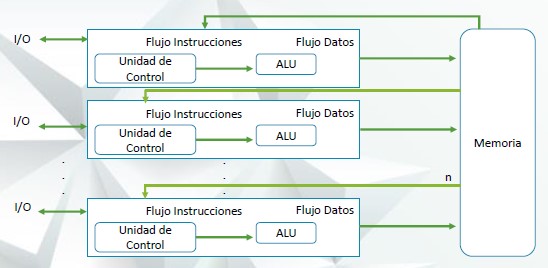 I/O
Flujo Instrucciones
Flujo Datos
Unidad de
Control
ALU
I/O
Flujo Instrucciones
Flujo Datos
Unidad de
Control
ALU
Memoria
.
.
.
.
.
.
n
I/O
Flujo Instrucciones
Flujo Datos
Unidad de
Control
ALU